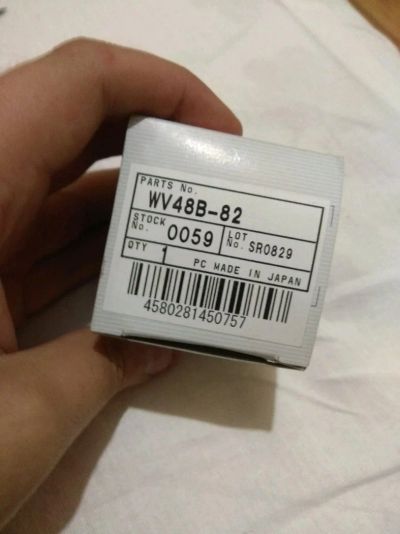 PARTS No.
WV48B-82
STOCK No. 0059
LOT No. SR0829
QTY 1 PC MADE IN JAPAN
4580281450757